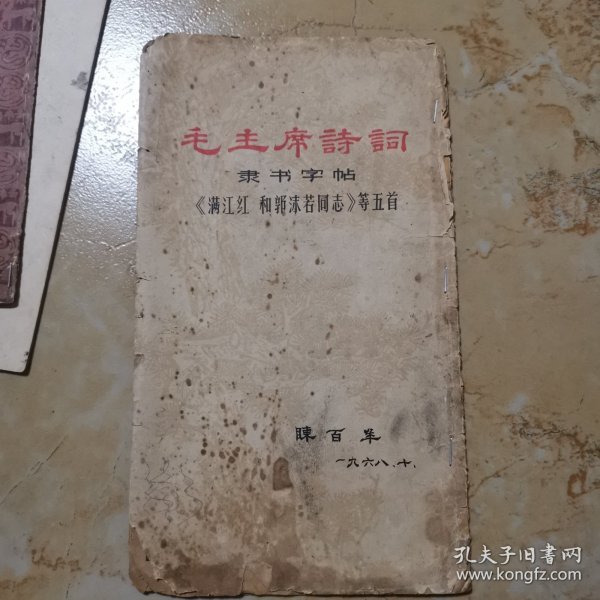 毛主席詩詞
隶书字帖
《满江红 和郭沫若同志》等五首
陳百年
一九六八、十、
孔夫子旧书网
www.kongfz.com